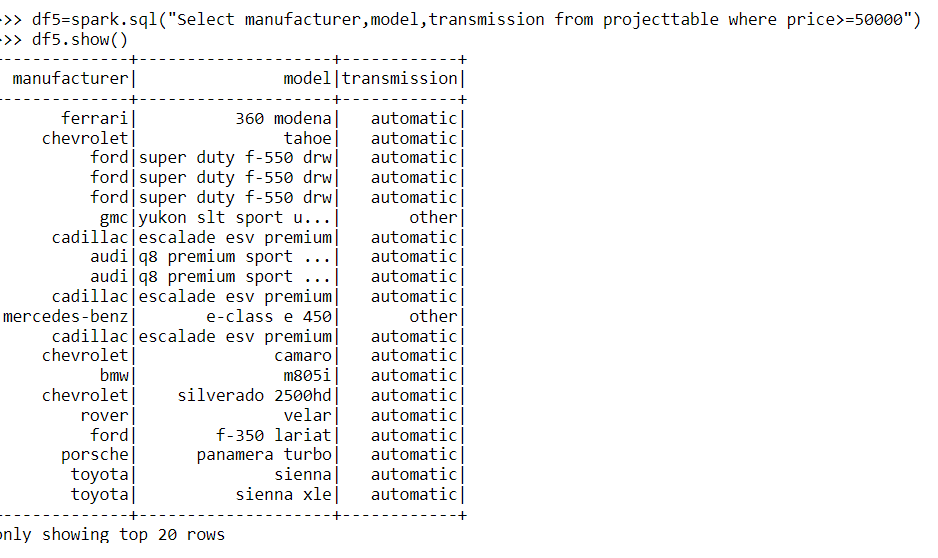 >> df5=spark.sql("Select manufacturer,model,transmission from projecttable where price>=50000")
>> df5.show()
--------------+--------------------+------------+
 manufacturer|               model|transmission|
--------------+--------------------+------------+
      ferrari|          360 modena|   automatic|
    chevrolet|               tahoe|   automatic|
         ford|super duty f-550 drw|   automatic|
         ford|super duty f-550 drw|   automatic|
         ford|super duty f-550 drw|   automatic|
          gmc|yukon slt sport u...|       other|
     cadillac|escalade esv premium|   automatic|
         audi|q8 premium sport ...|   automatic|
         audi|q8 premium sport ...|   automatic|
     cadillac|escalade esv premium|   automatic|
mercedes-benz|       e-class e 450|       other|
     cadillac|escalade esv premium|   automatic|
    chevrolet|              camaro|   automatic|
          bmw|               m805i|   automatic|
    chevrolet|    silverado 2500hd|   automatic|
        rover|               velar|   automatic|
         ford|        f-350 lariat|   automatic|
      porsche|      panamera turbo|   automatic|
       toyota|              sienna|   automatic|
       toyota|          sienna xle|   automatic|
--------------+--------------------+------------+
only showing top 20 rows